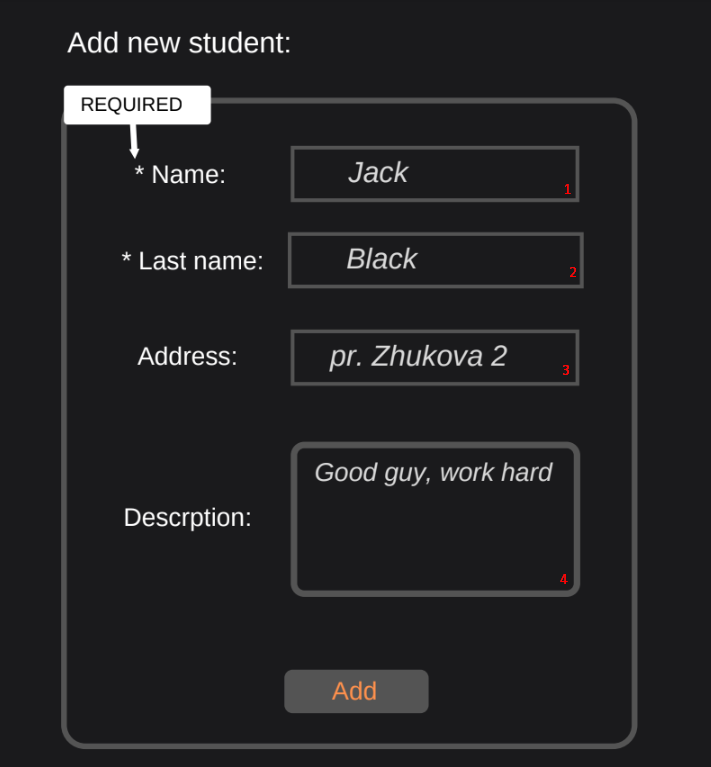 Add new student:
REQUIRED
* Name:
Jack
1
* Last name:
Black
2
Address:
pr. Zhukova 2
3
Descrption:
Good guy, work hard
4
Add